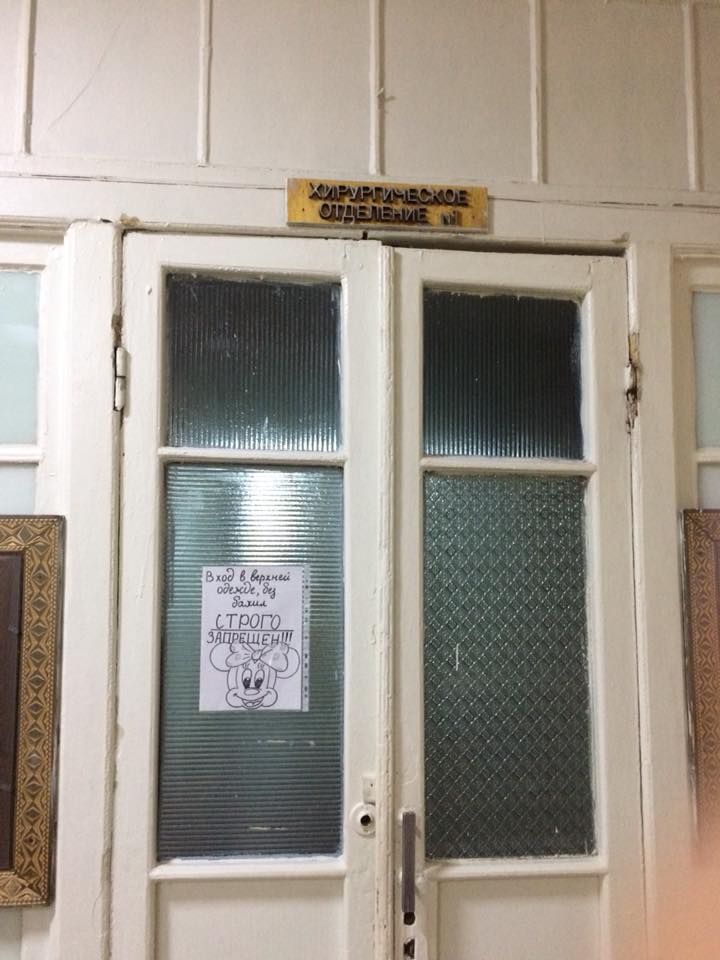 ХИРУРГИЧЕСКОЕ
ОТДЕЛЕНИЕ №1
Вход в верхней
одежде, без
бахил
СТРОГО
ЗАПРЕЩЕН!!!